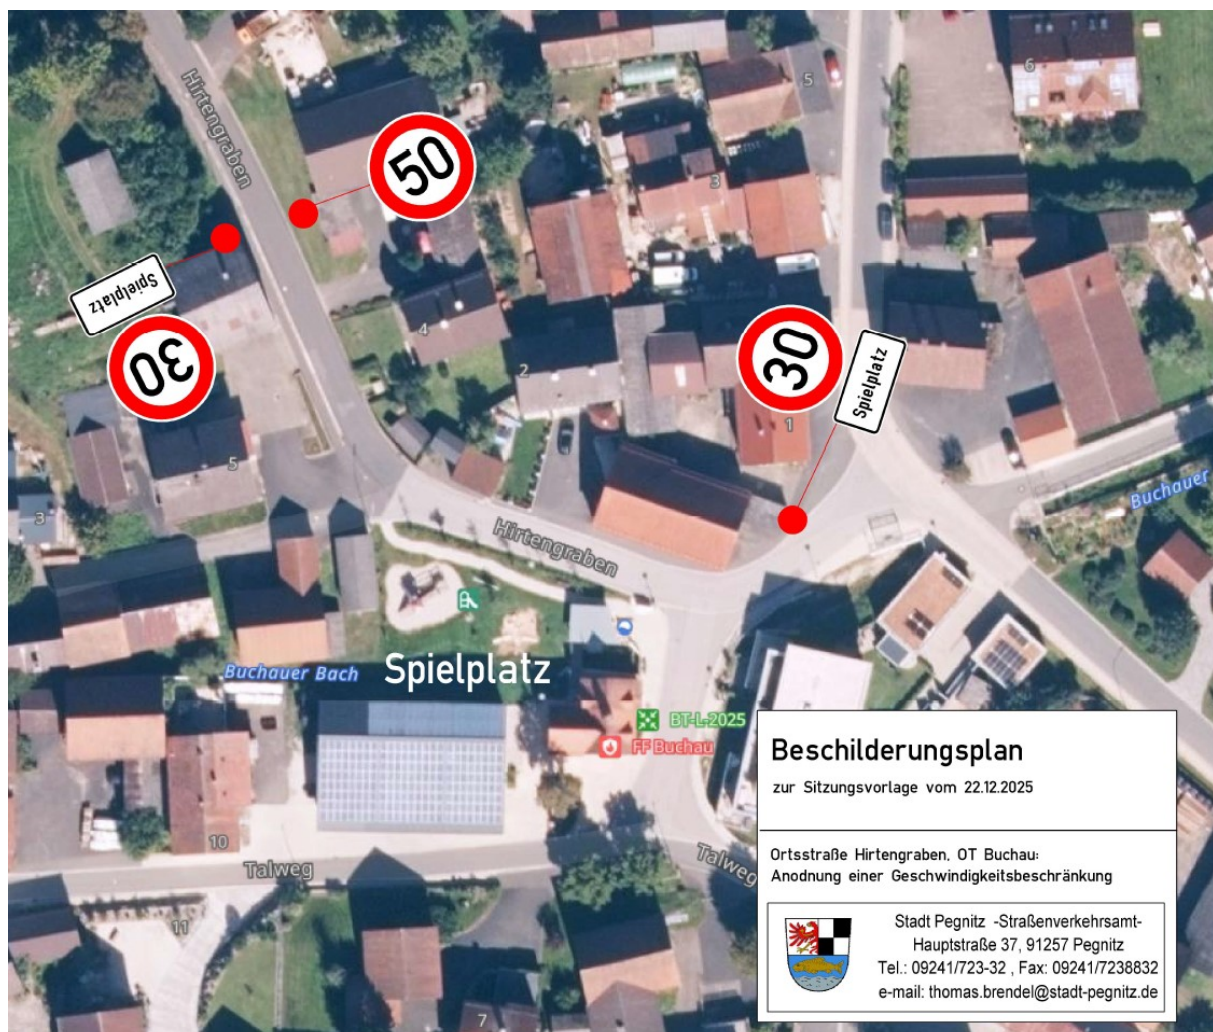 Hirtengraben
50
5
6
3
Spielplatz
30
4
2
30
Spielplatz
1
5
3
Buchauer
Hirtengraben
Buchauer Bach
Spielplatz
BT-L-2025
FF Buchau
10
Talweg
Talweg
11
7
Beschilderungsplan
zur Sitzungsvorlage vom 22.12.2025
Ortsstraße Hirtengraben, OT Buchau:
Anodnung einer Geschwindigkeitsbeschränkung
Stadt Pegnitz -Straßenverkehrsamt-
Hauptstraße 37, 91257 Pegnitz
Tel.: 09241/723-32 , Fax: 09241/7238832
e-mail: thomas.brendel@stadt-pegnitz.de